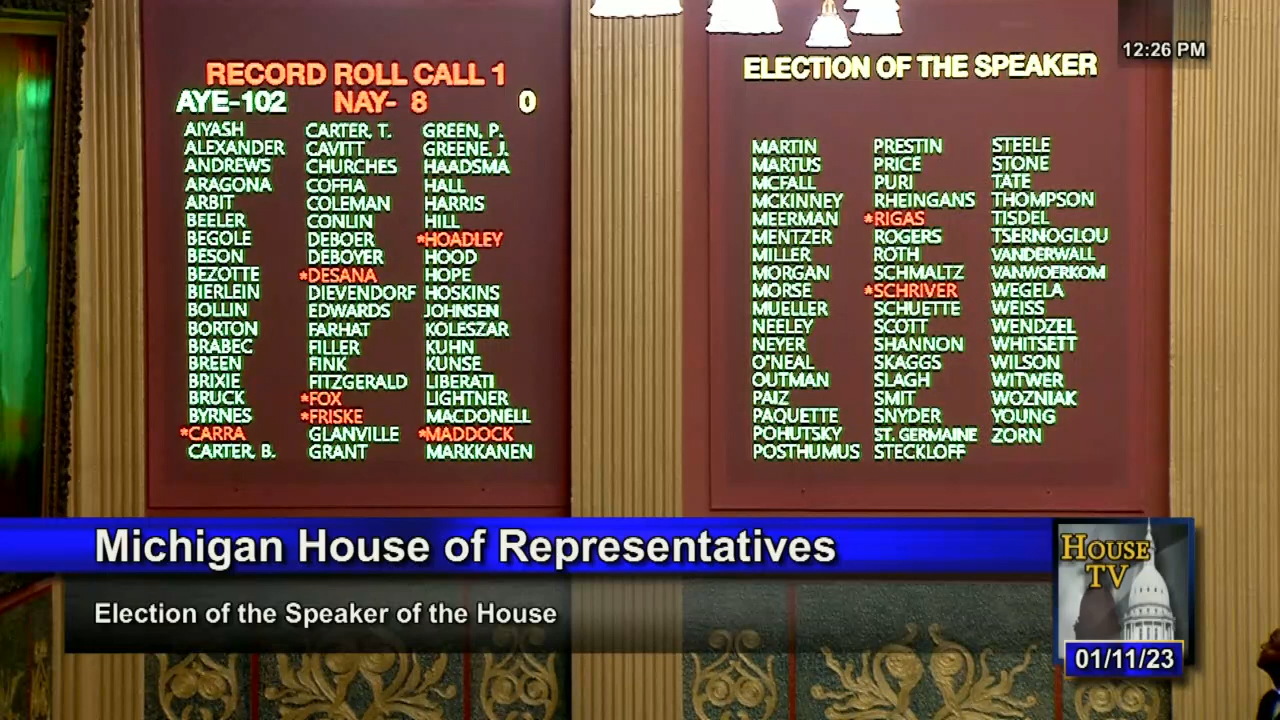 12:26 PM
RECORD ROLL CALL 1
AYE-102 NAY- 8 0
AIYASH CARTER, T. GREEN, P.
ALEXANDER CAVITT GREENE, J.
ANDREWS CHURCHES HAADSMA
ARAGONA COFFIA HALL
ARBIT COLEMAN HARRIS
BEELER CONLIN HILL
BEGOLE DEBOER *HOADLEY
BESON DEBOYER HOOD
BEZOTTE *DESANA HOPE
BIERLEIN DIEVENDORF HOSKINS
BOLLIN EDWARDS JOHNSEN
BORTON FARHAT KOLESZAR
BRABEC FILLER KUHN
BREEN FINK KUNSE
BRIXIE FITZGERALD LIBERATI
BRUCK *FOX LIGHTNER
BYRNES *FRISKE MACDONELL
*CARRA GLANVILLE *MADDOCK
CARTER, B. GRANT MARKKANEN
ELECTION OF THE SPEAKER
MARTIN PRESTIN STEELE
MARTUS PRICE STONE
MCFALL PURI TATE
MCKINNEY RHEINGANS THOMPSON
MEERMAN *RIGAS TISDEL
MENTZER ROGERS TSERNOGLOU
MILLER ROTH VANDERWALL
MORGAN SCHMALTZ VANWOERKOM
MORSE *SCHRIVER WEGELA
MUELLER SCHUETTE WEISS
NEELEY SCOTT WENDZEL
NEYER SHANNON WHITSETT
O'NEAL SKAGGS WILSON
OUTMAN SLAGH WITWER
PAIZ SMIT WOZNIAK
PAQUETTE SNYDER YOUNG
POHUTSKY ST. GERMAINE ZORN
POSTHUMUS STECKLOFF
Michigan House of Representatives
Election of the Speaker of the House
HOUSE
TV
01/11/23